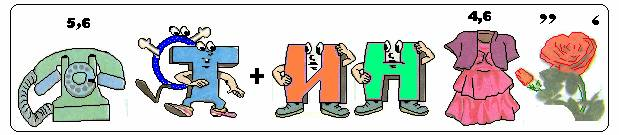 5,6 4,6 ,, ,
С Т + И Н